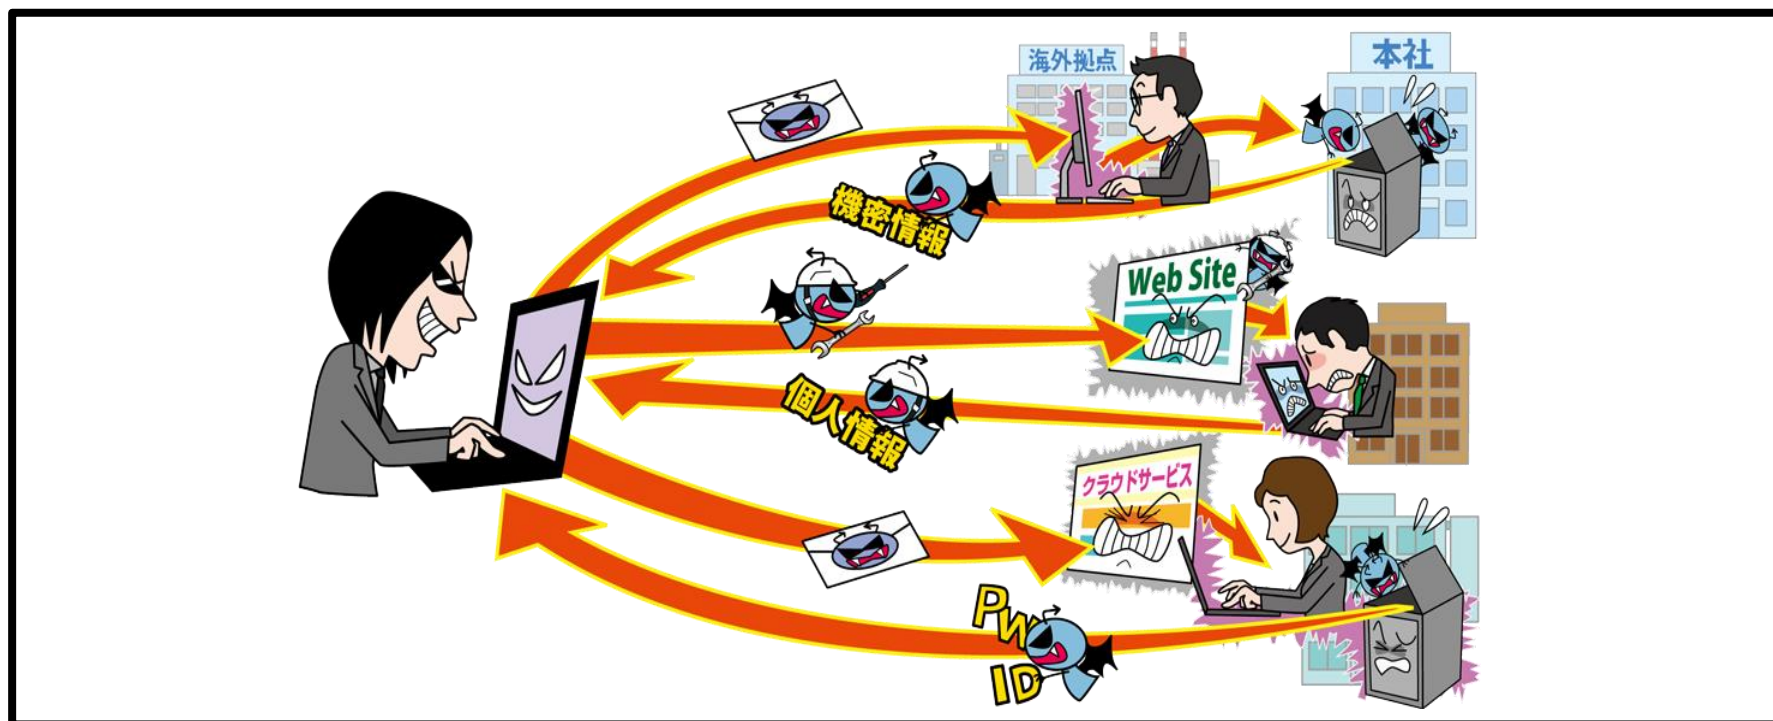 海外拠点
本社
機密情報
Web Site
個人情報
クラウドサービス
PW
ID